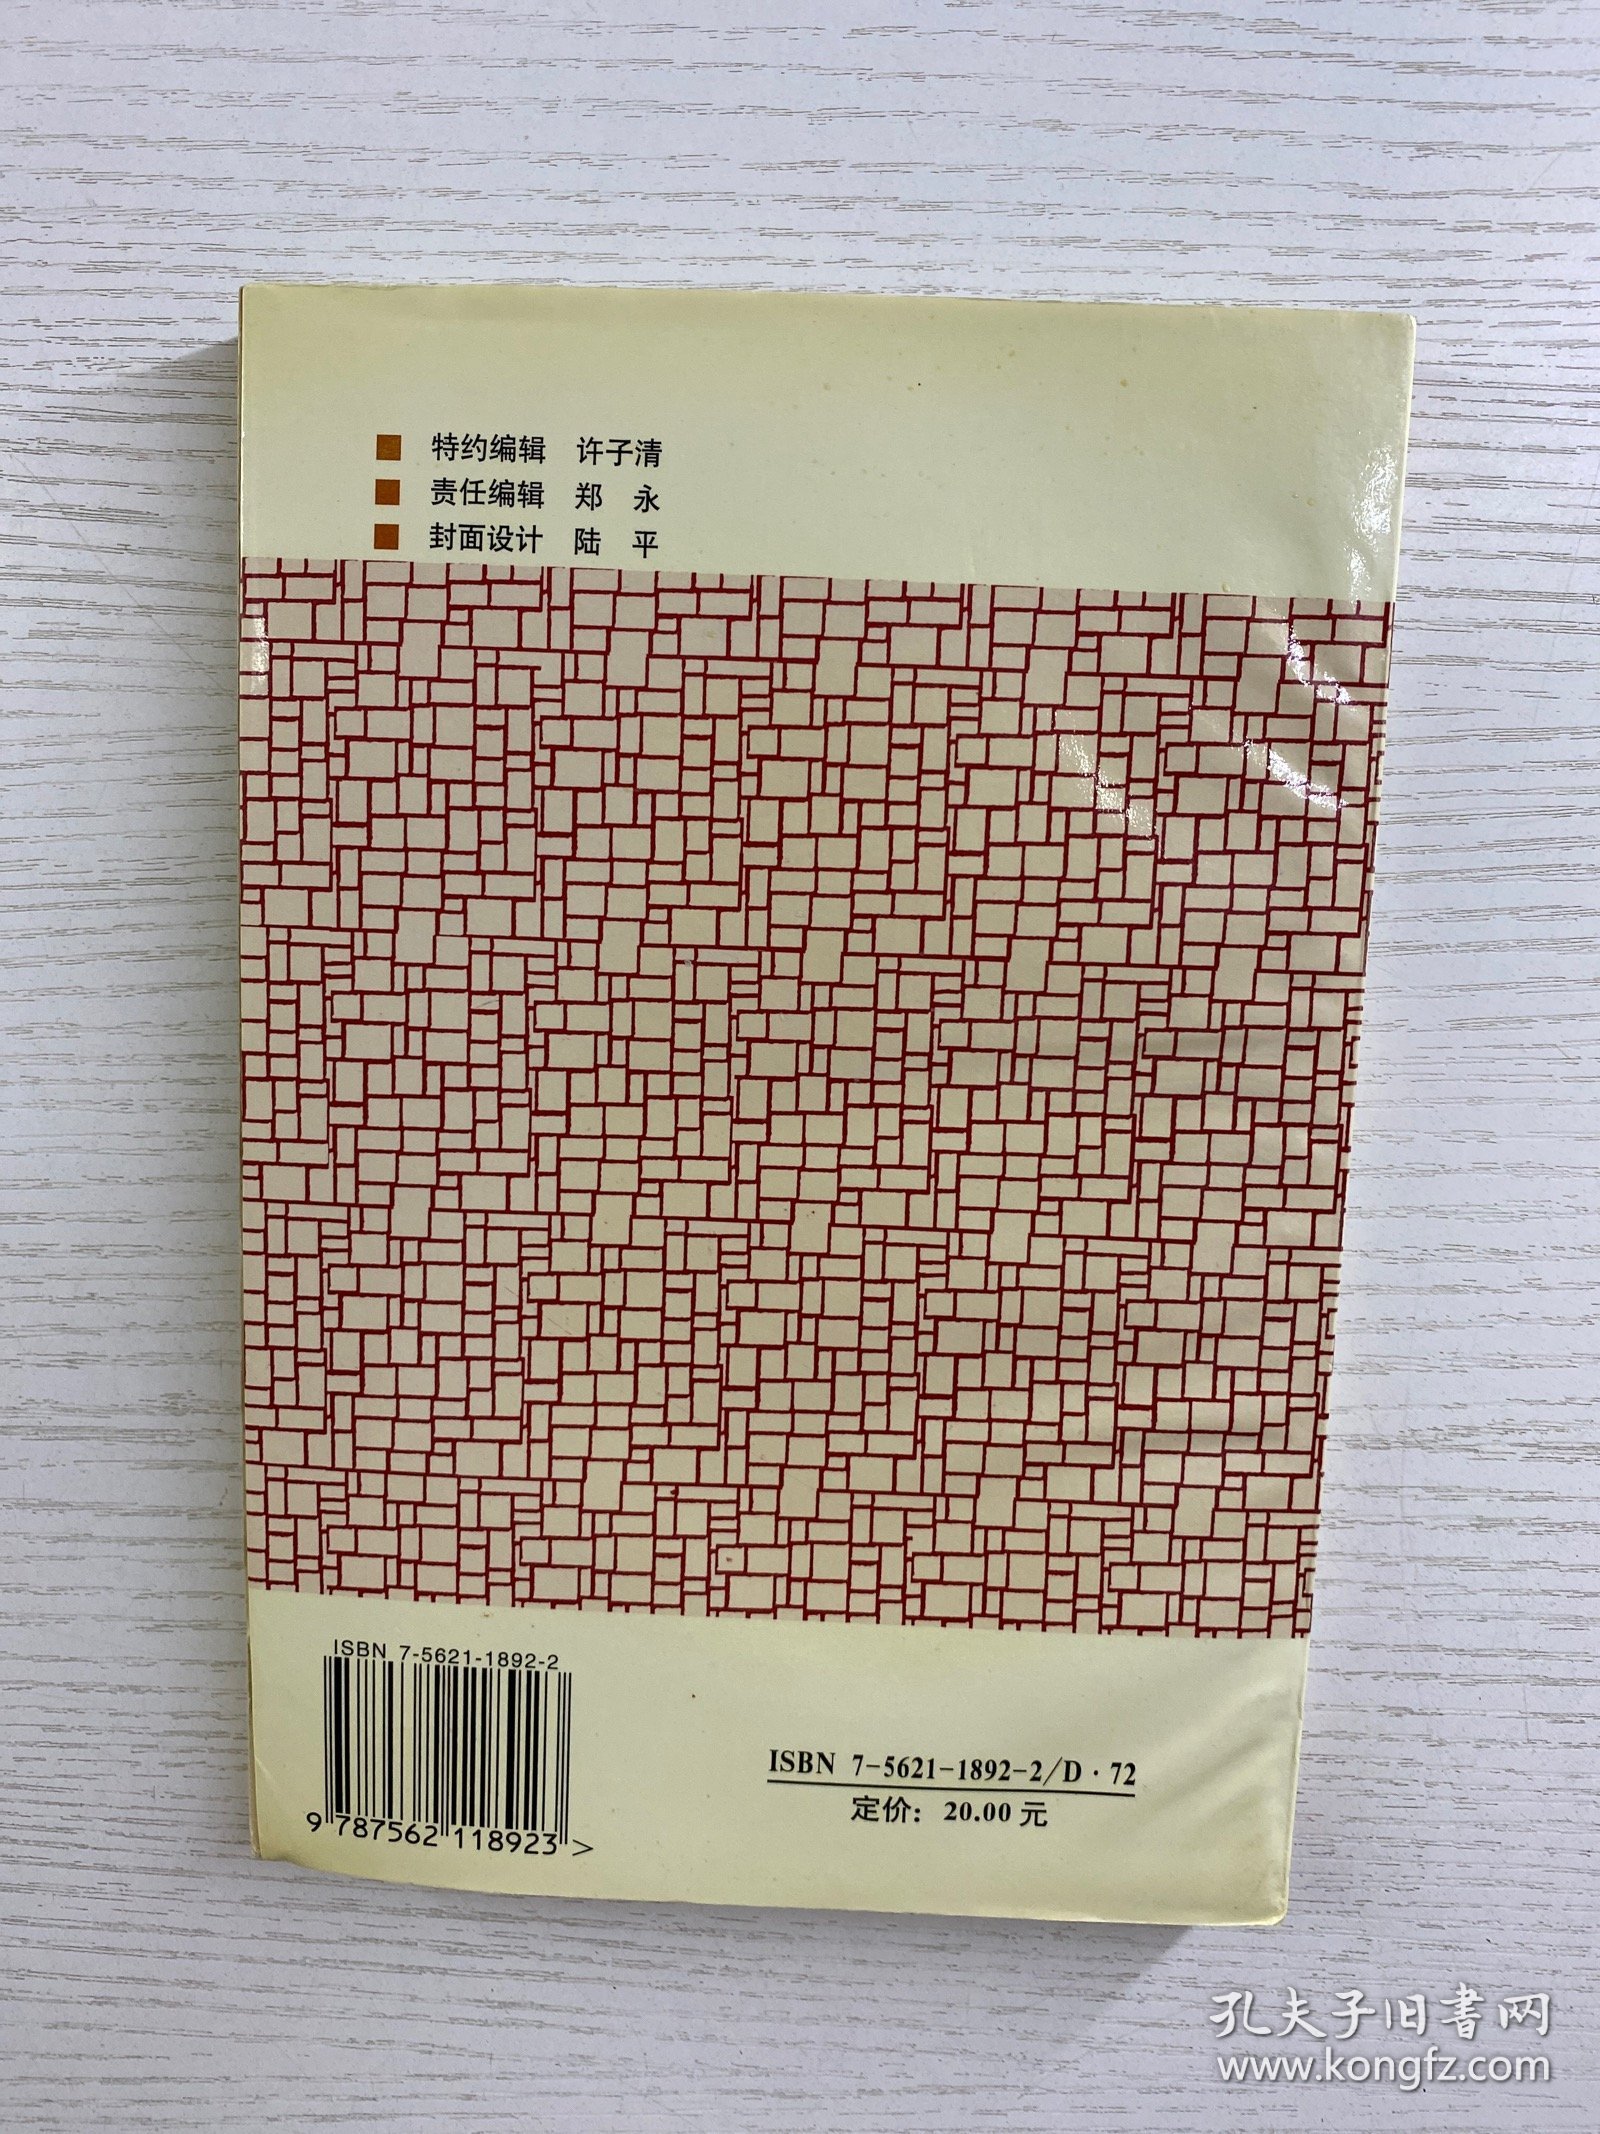 特约编辑 许子清
责任编辑 郑 永
封面设计 陆 平
ISBN 7-5621-1892-2
9 787562 118923 >
ISBN 7-5621-1892-2/D·72
定价: 20.00元
孔夫子旧书网
www.kongfz.com